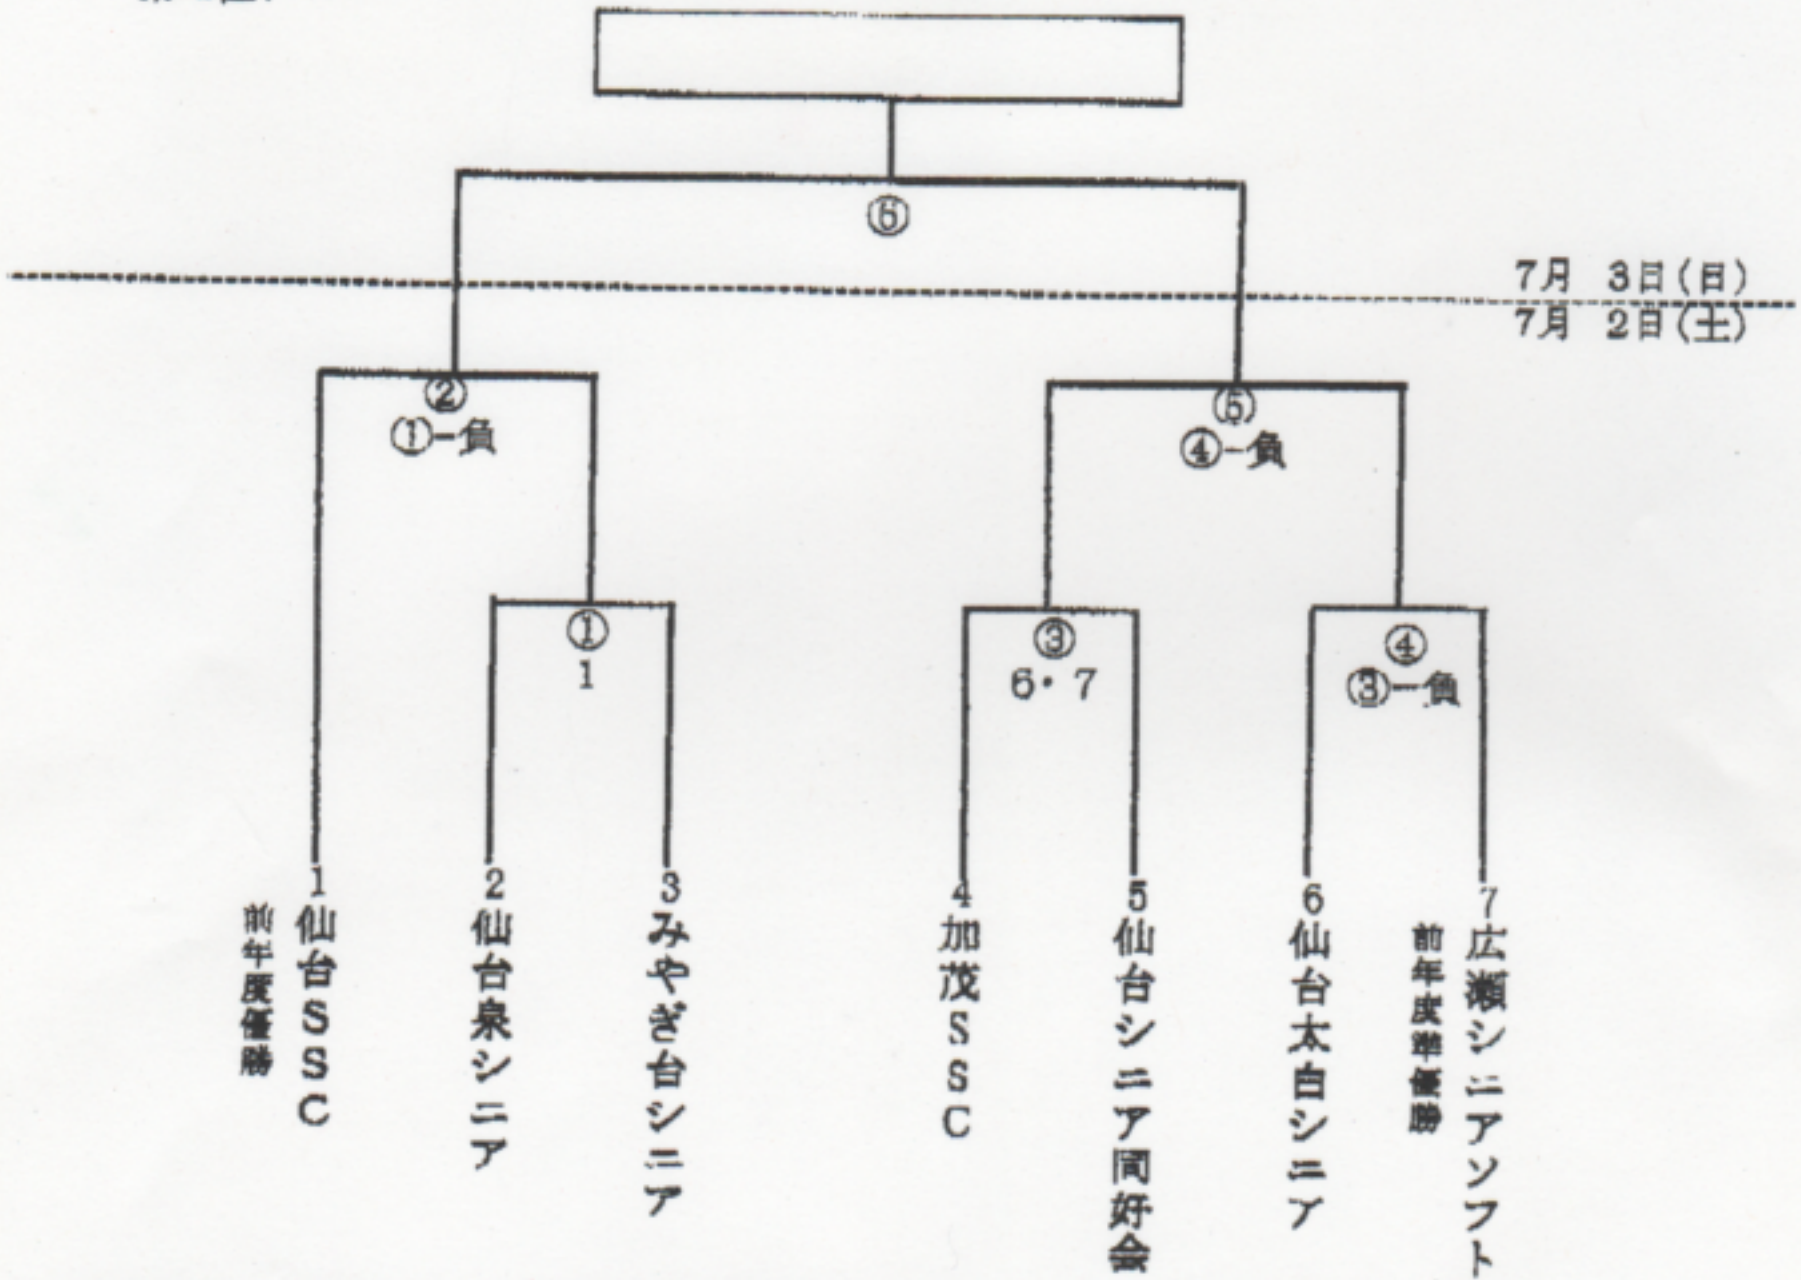 ⑥
7月 3日(日)
7月 2日(土)
②
①-負
⑤
④-負
①
1
③
6・7
④
③-負
1 仙台SSC
前年度優勝
2 仙台泉シニア
3 みやぎ台シニア
4 加茂SSC
5 仙台シニア同好会
6 仙台太白シニア
7 広瀬シニアソフト
前年度準優勝